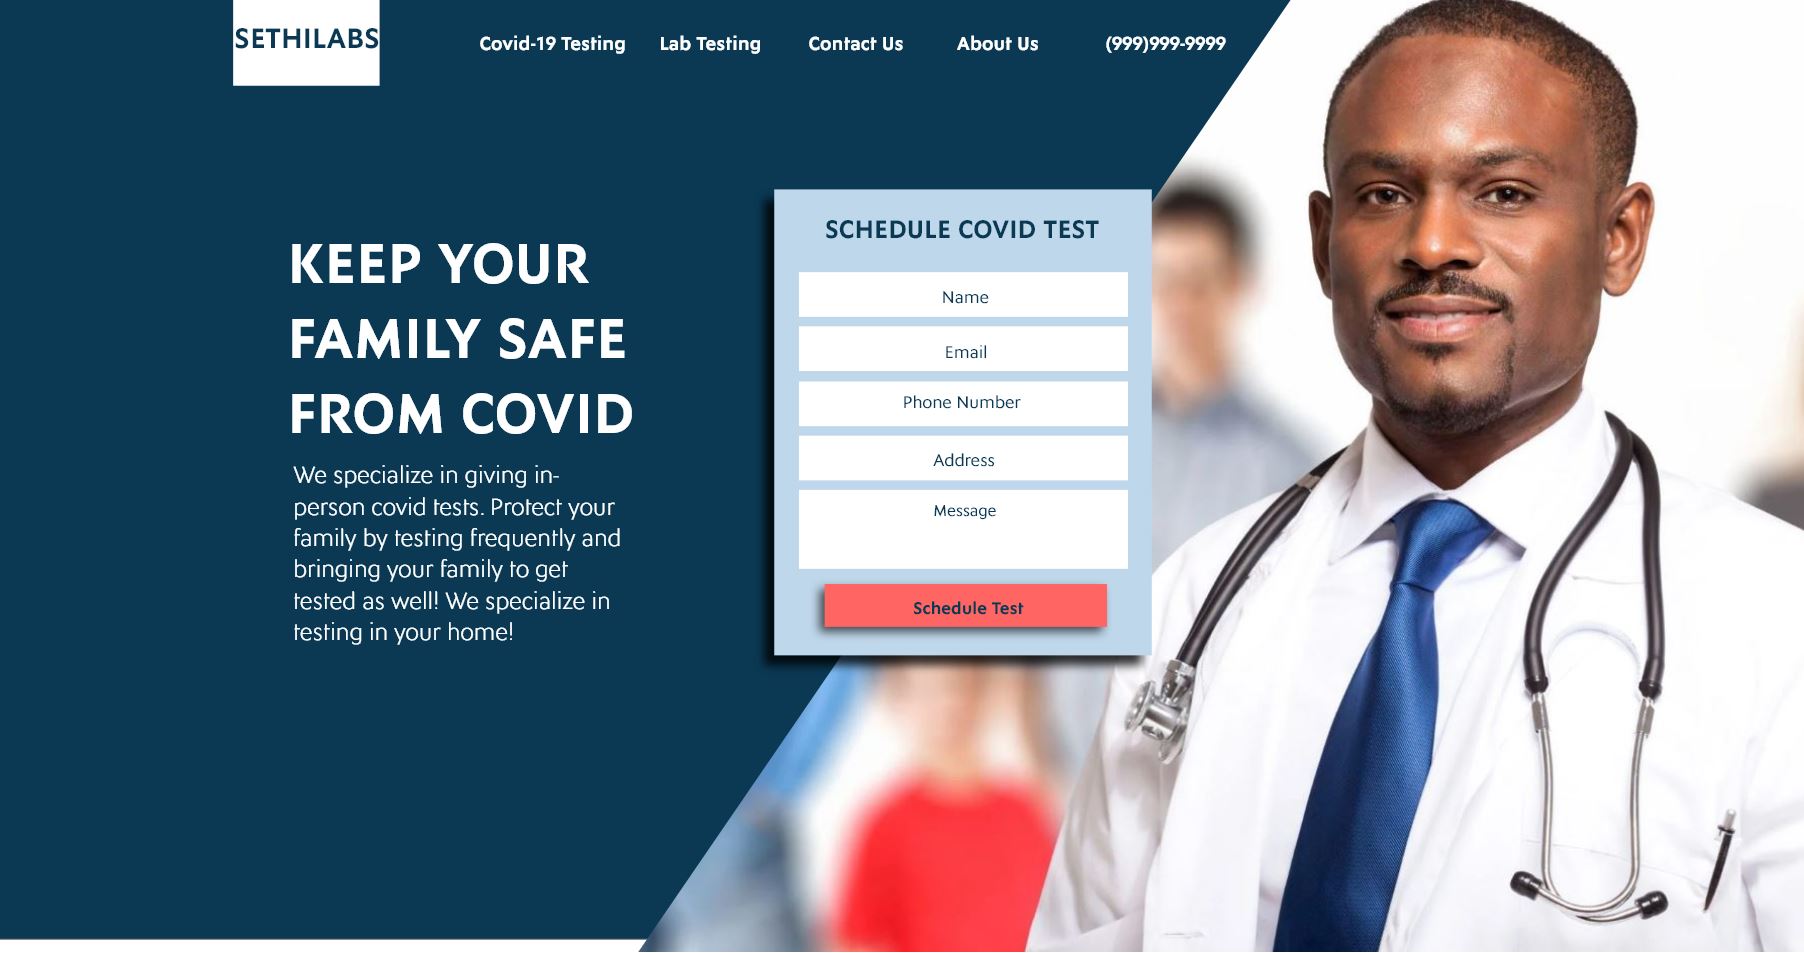 SETHILABS
Covid-19 Testing
Lab Testing
Contact Us
About Us
(999)999-9999
KEEP YOUR
FAMILY SAFE
FROM COVID
We specialize in giving in-
person covid tests. Protect your
family by testing frequently and
bringing your family to get
tested as well! We specialize in
testing in your home!
SCHEDULE COVID TEST
Name
Email
Phone Number
Address
Message
Schedule Test